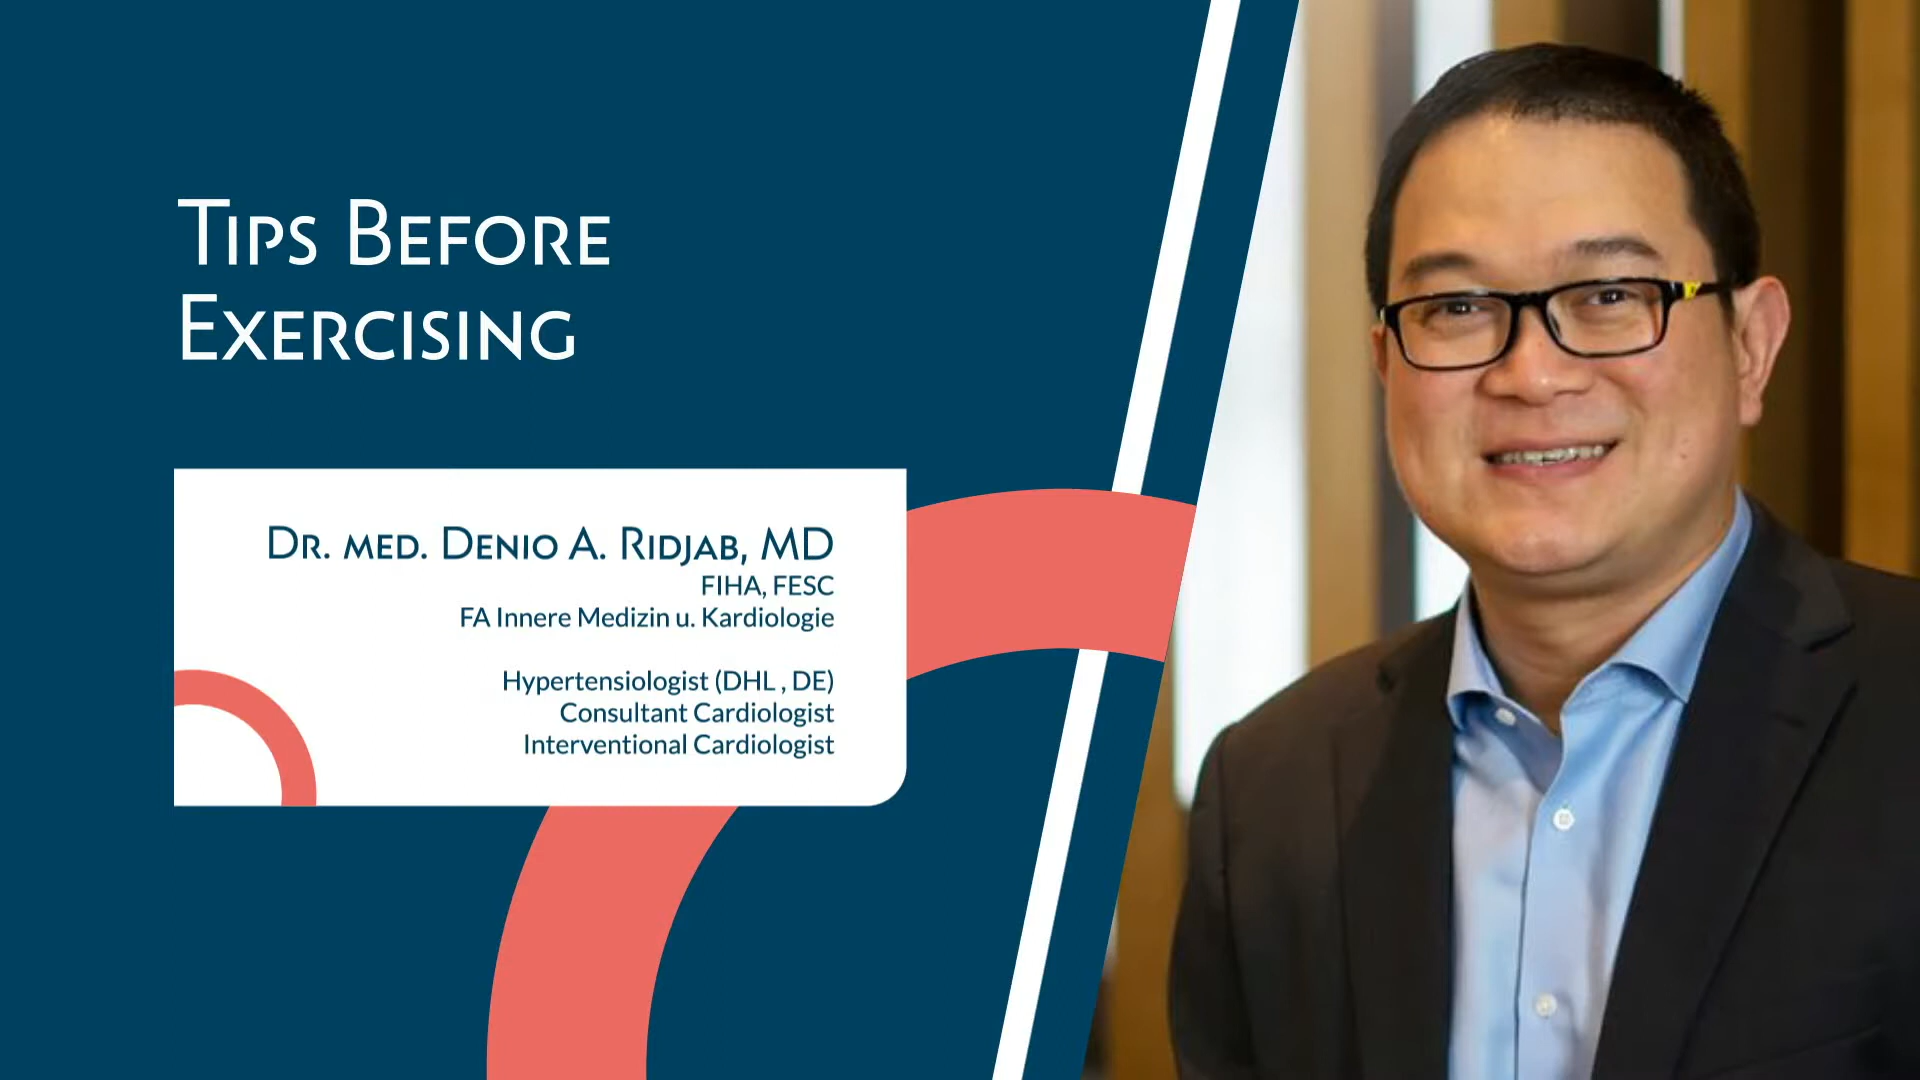 Tips Before
Exercising
Dr. med. Denio A. Ridjab, MD
FIHA, FESC
FA Innere Medizin u. Kardiologie
Hypertensiologist (DHL , DE)
Consultant Cardiologist
Interventional Cardiologist